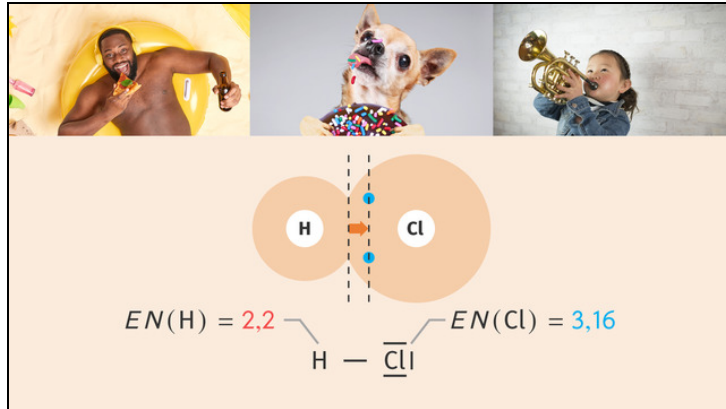 H Cl
EN(H) = 2,2 EN(Cl) = 3,16
H — Cl